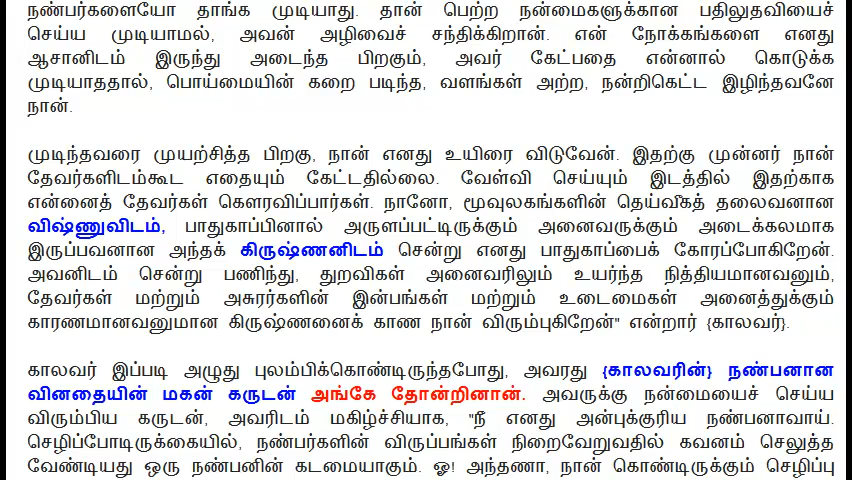 நண்பர்களையோ தாங்க முடியாது. தான் பெற்ற நன்மைகளுக்கான பதிலுதவியைச்
செய்ய முடியாமல், அவன் அழிவைச் சந்திக்கிறான். என் நோக்கங்களை எனது
ஆசானிடம் இருந்து அடைந்த பிறகும், அவர் கேட்பதை என்னால் கொடுக்க
முடியாததால், பொய்மையின் கறை படிந்த, வளங்கள் அற்ற, நன்றிகெட்ட இழிந்தவனே
நான்.
முடிந்தவரை முயற்சித்த பிறகு, நான் எனது உயிரை விடுவேன். இதற்கு முன்னர் நான்
தேவர்களிடம்கூட எதையும் கேட்டதில்லை. வேள்வி செய்யும் இடத்தில் இதற்காக
என்னைத் தேவர்கள் கௌரவிப்பார்கள். நானோ, மூவுலகங்களின் தெய்வீகத் தலைவனான
விஷ்ணுவிடம், பாதுகாப்பினால் அருளப்பட்டிருக்கும் அனைவருக்கும் அடைக்கலமாக
இருப்பவனான அந்தக் கிருஷ்ணனிடம் சென்று எனது பாதுகாப்பைக் கோரப்போகிறேன்.
அவனிடம் சென்று பணிந்து, துறவிகள் அனைவரிலும் உயர்ந்த நித்தியமானவனும்,
தேவர்கள் மற்றும் அசுரர்களின் இன்பங்கள் மற்றும் உடைமைகள் அனைத்துக்கும்
காரணமானவனுமான கிருஷ்ணனைக் காண நான் விரும்புகிறேன்" என்றார் {காலவர்}.
காலவர் இப்படி அழுது புலம்பிக்கொண்டிருந்தபோது, அவரது {காலவரின்} நண்பனான
வினதையின் மகன் கருடன் அங்கே தோன்றினான். அவருக்கு நன்மையைச் செய்ய
விரும்பிய கருடன், அவரிடம் மகிழ்ச்சியாக, "நீ எனது அன்புக்குரிய நண்பனாவாய்.
செழிப்போடிருக்கையில், நண்பர்களின் விருப்பங்கள் நிறைவேறுவதில் கவனம் செலுத்த
வேண்டியது ஒரு நண்பனின் கடமையாகும். ஓ! அந்தணா, நான் கொண்டிருக்கும் செழிப்பு